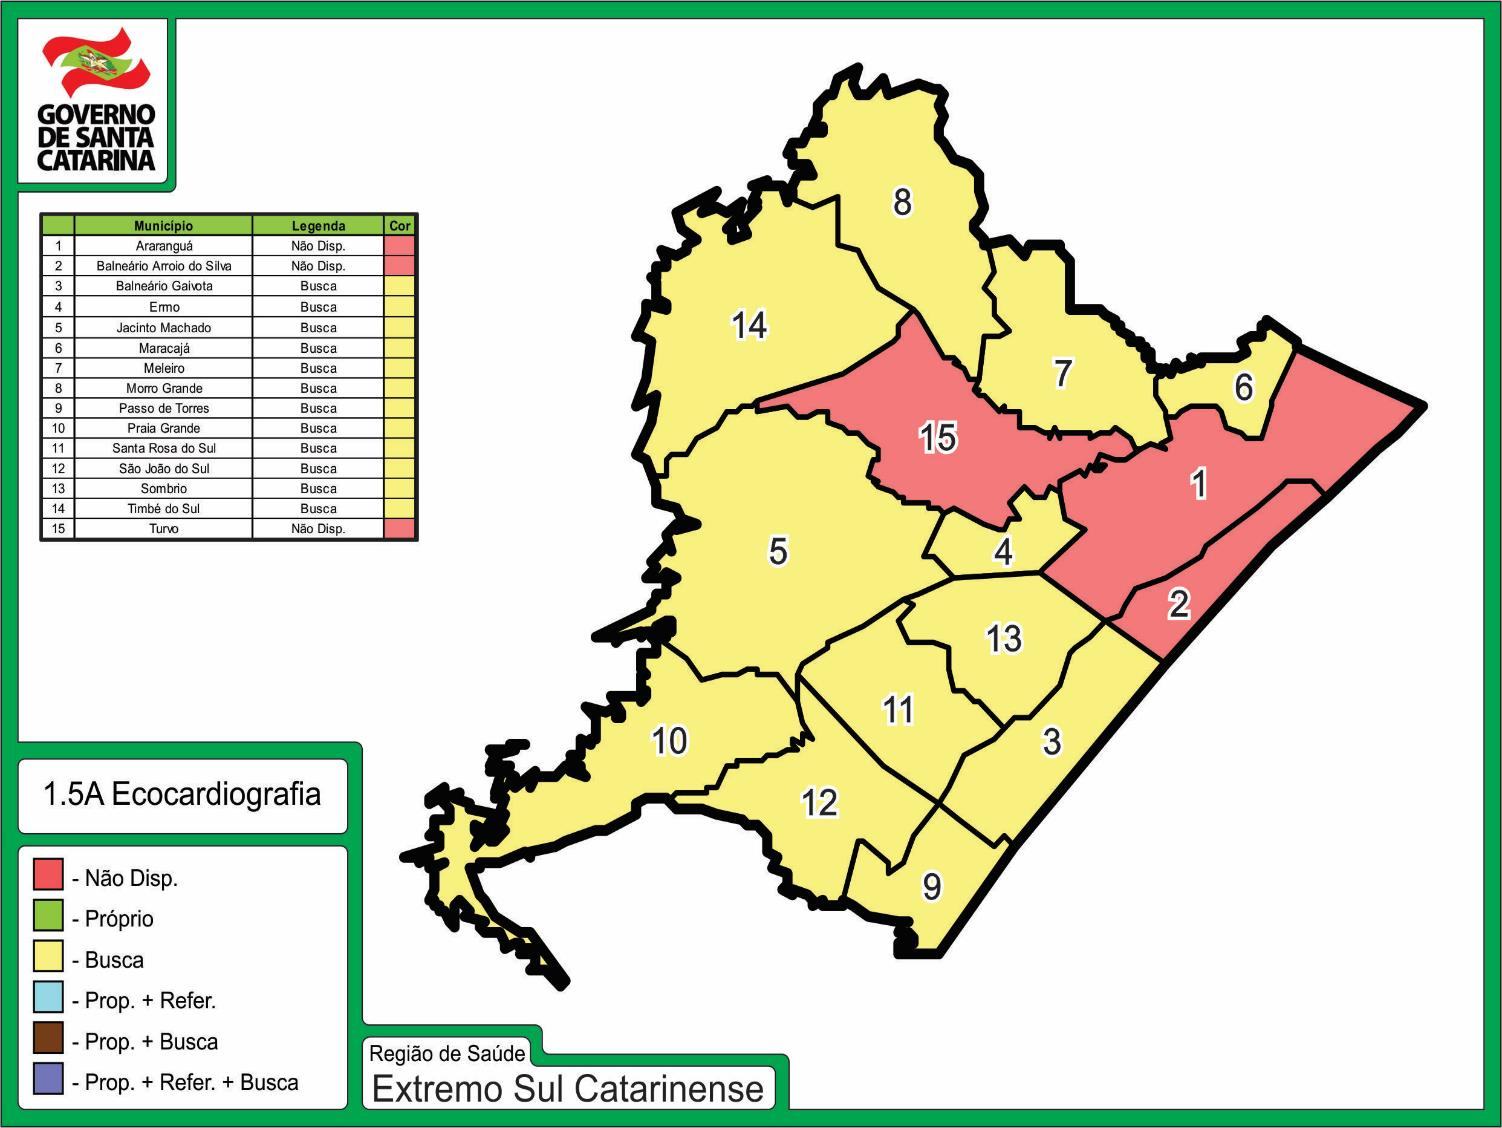 GOVERNO
DE SANTA
CATARINA
Município Legenda Cor
1 Araranguá Não Disp.
2 Balneário Arroio do Silva Não Disp.
3 Balneário Gaivota Busca
4 Ermo Busca
5 Jacinto Machado Busca
6 Maracajá Busca
7 Meleiro Busca
8 Morro Grande Busca
9 Passo de Torres Busca
10 Praia Grande Busca
11 Santa Rosa do Sul Busca
12 São João do Sul Busca
13 Sombrio Busca
14 Timbé do Sul Busca
15 Turvo Não Disp.
8
14
7
6
15
1
5
4
2
13
11
10
3
12
9
1.5A Ecocardiografia
- Não Disp.
- Próprio
- Busca
- Prop. + Refer.
- Prop. + Busca
- Prop. + Refer. + Busca
Região de Saúde
Extremo Sul Catarinense